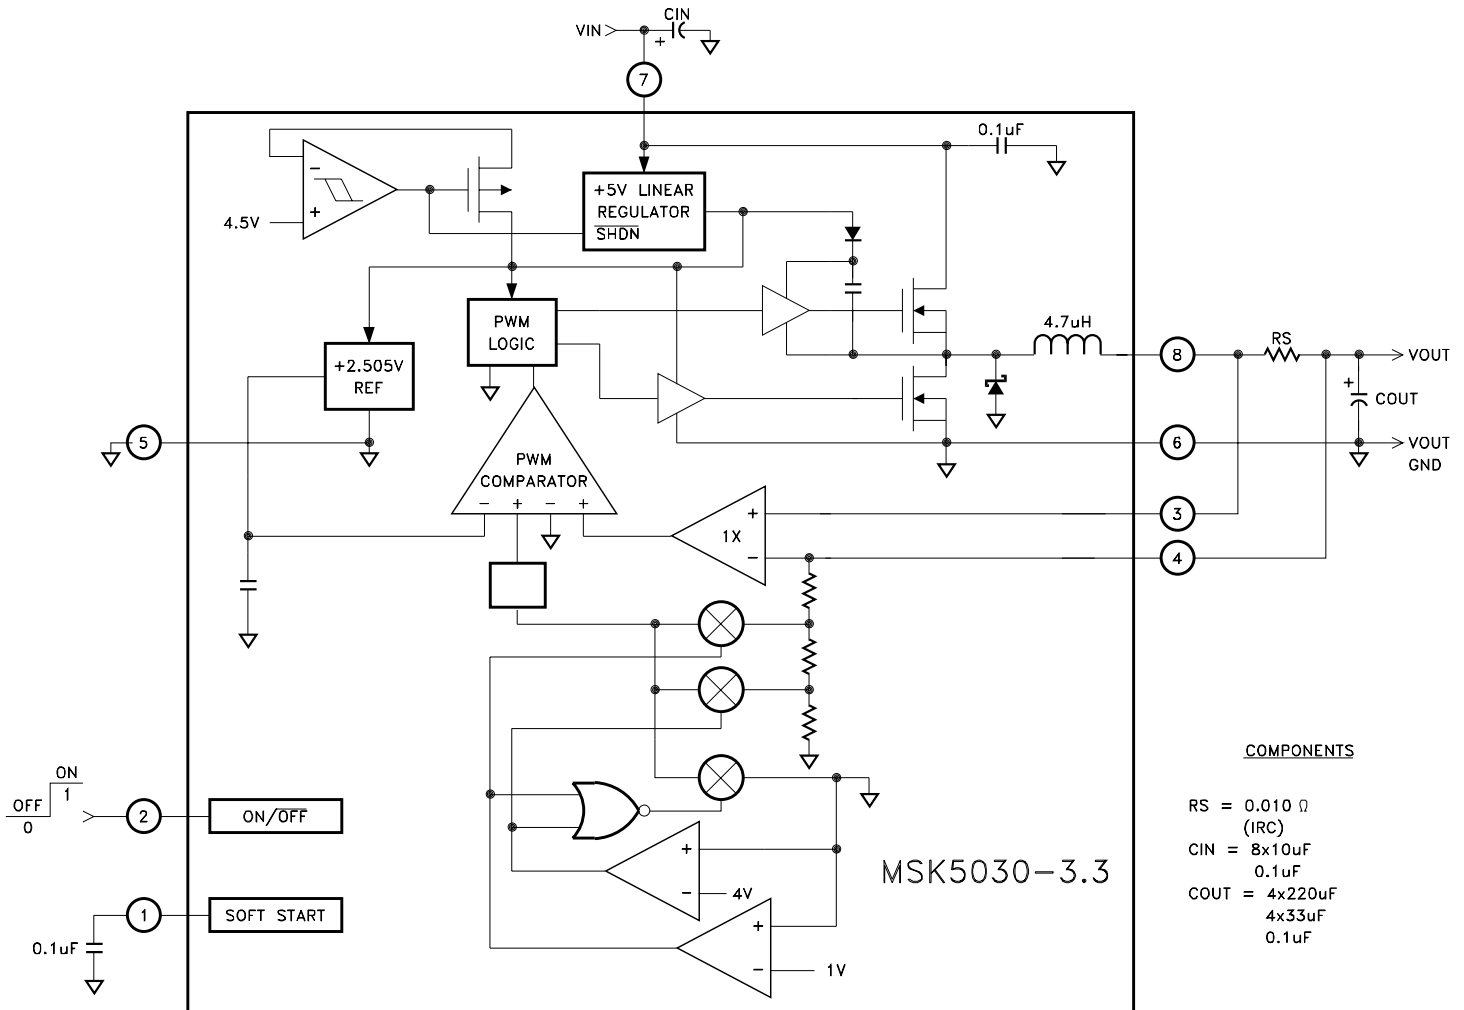 CIN
VIN
+
7
0.1uF
−
+
4.5V
+5V LINEAR
REGULATOR
SHDN
PWM
LOGIC
+2.505V
REF
4.7uH
8
RS
VOUT
+
COUT
5
6
VOUT
GND
PWM
COMPARATOR
− + − +
+
1X
−
3
4
COMPONENTS
ON
1
OFF
0
2
ON/OFF
RS = 0.010 Ω
(IRC)
CIN = 8x10uF
0.1uF
COUT = 4x220uF
4x33uF
0.1uF
+
−
4V
MSK5030-3.3
1
SOFT START
0.1uF
+
−
1V